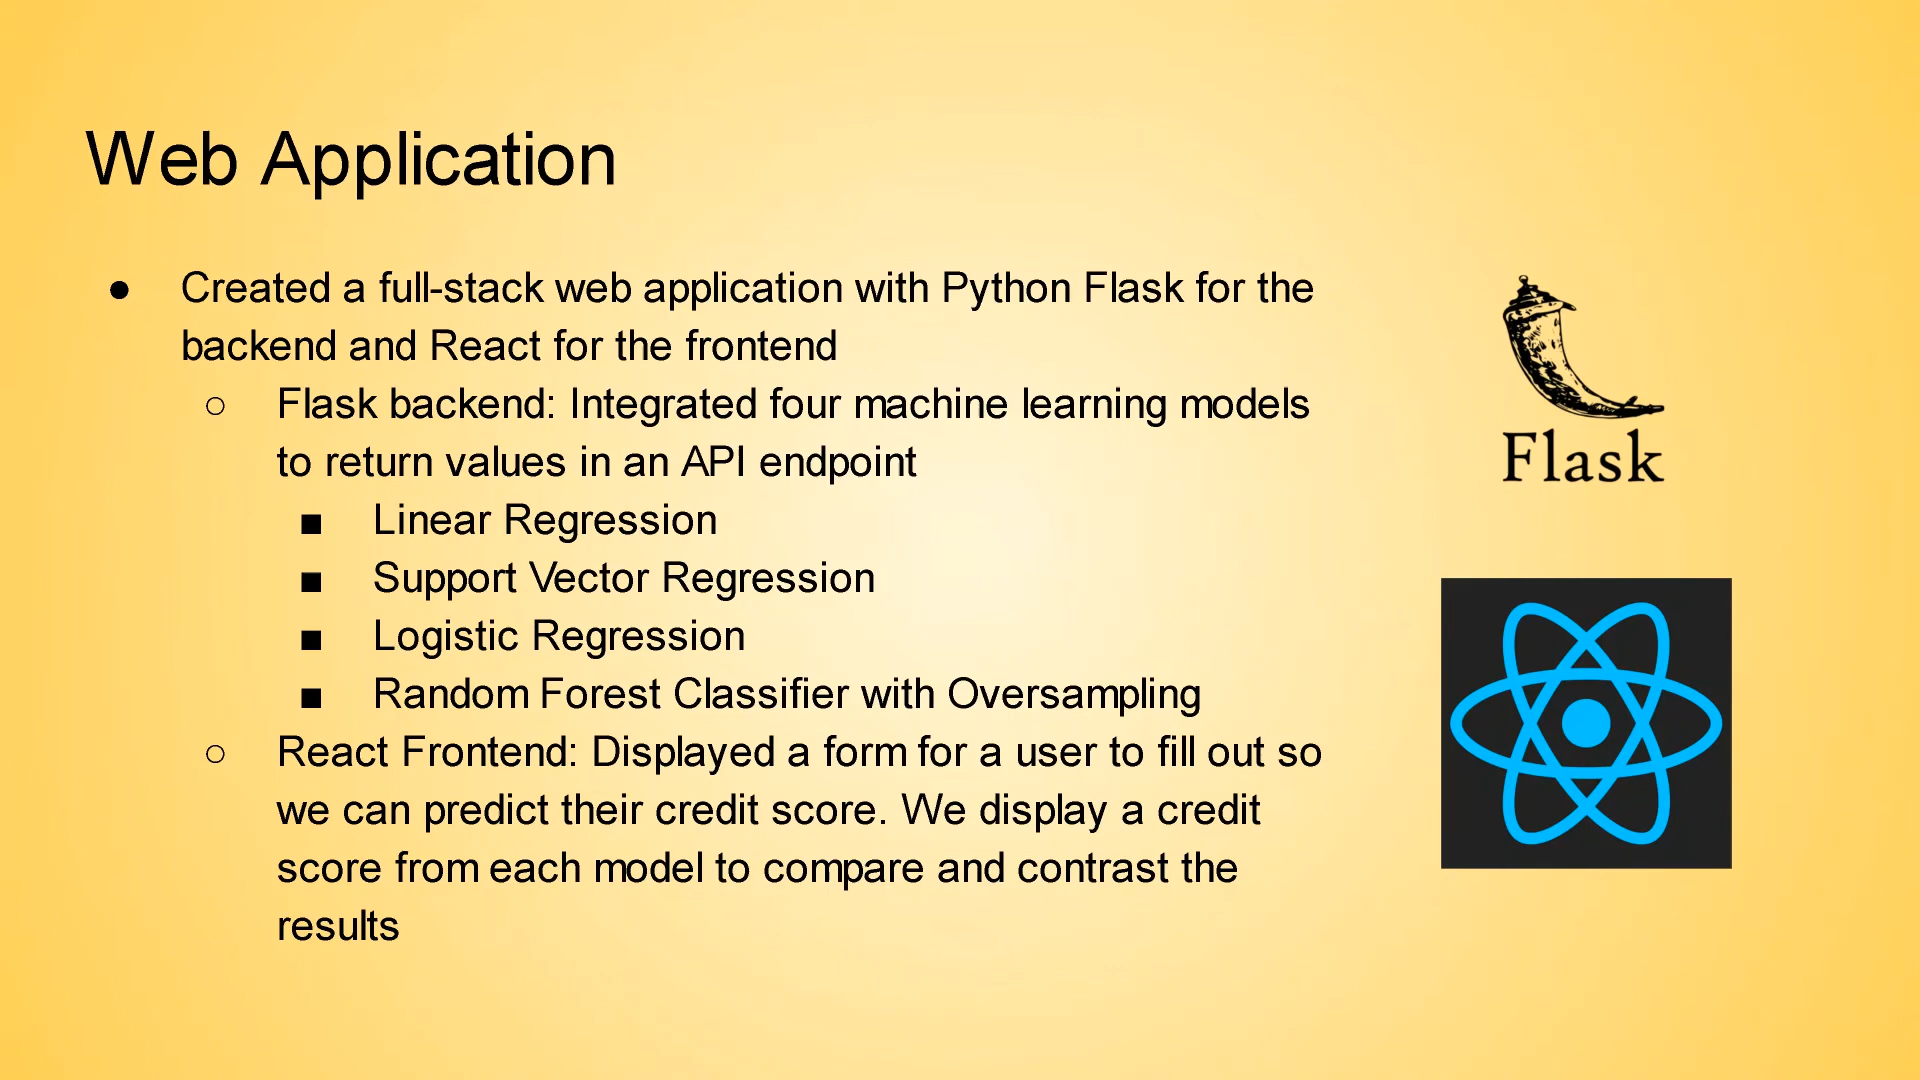 Web Application
● Created a full-stack web application with Python Flask for the
backend and React for the frontend
○ Flask backend: Integrated four machine learning models
to return values in an API endpoint
■ Linear Regression
■ Support Vector Regression
■ Logistic Regression
■ Random Forest Classifier with Oversampling
○ React Frontend: Displayed a form for a user to fill out so
we can predict their credit score. We display a credit
score from each model to compare and contrast the
results
Flask